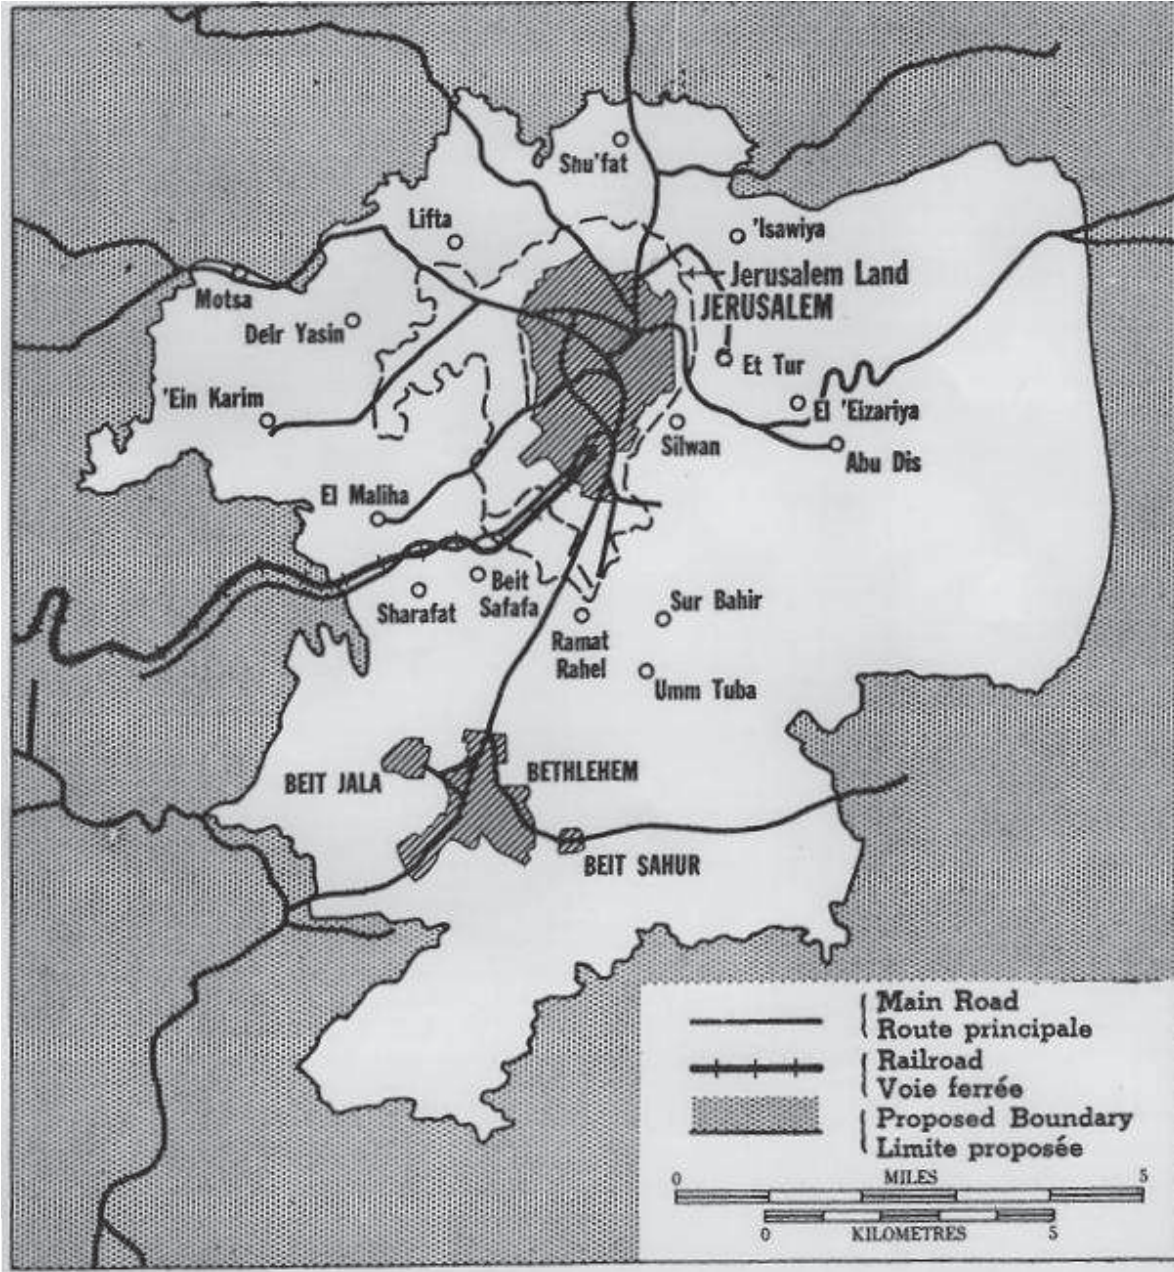 Shu'fat
Lifta
'Isawiya
Jerusalem Land
JERUSALEM
Motsa
Deir Yasin
Et Tur
'Ein Karim
El 'Eizariya
Silwan
Abu Dis
El Maliha
Beit
Safafa
Sharafat
Sur Bahir
Ramat
Rahel
Umm Tuba
BETHLEHEM
BEIT JALA
BEIT SAHUR
Main Road
Route principale
Railroad
Voie ferrée
Proposed Boundary
Limite proposée
0 MILES 5
0 KILOMETRES 5